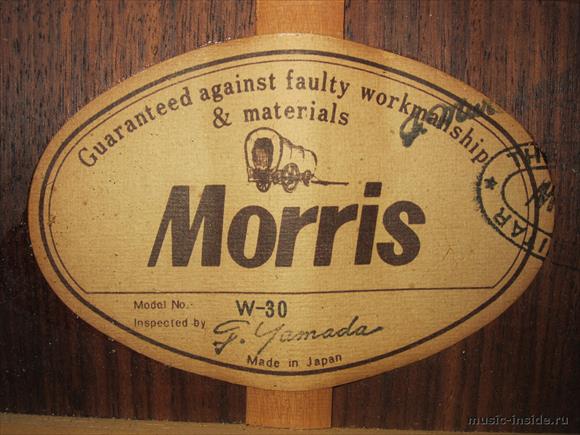 Guaranteed against faulty workmanship
& materials
Morris
Model No.- W-30
Inspected by F. Yamada
Made in Japan
music-inside.ru